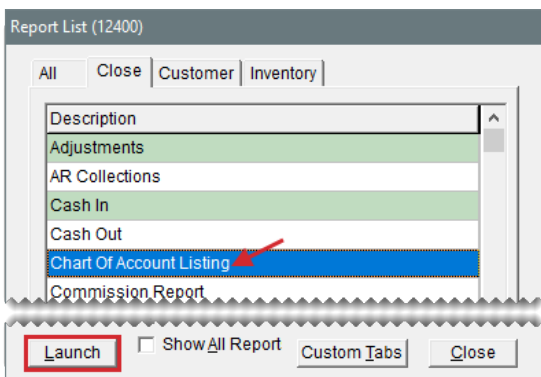 Report List (12400)
All Close Customer Inventory
Description
Adjustments
AR Collections
Cash In
Cash Out
Chart Of Account Listing
Commission Report
Launch Show All Report Custom Tabs Close